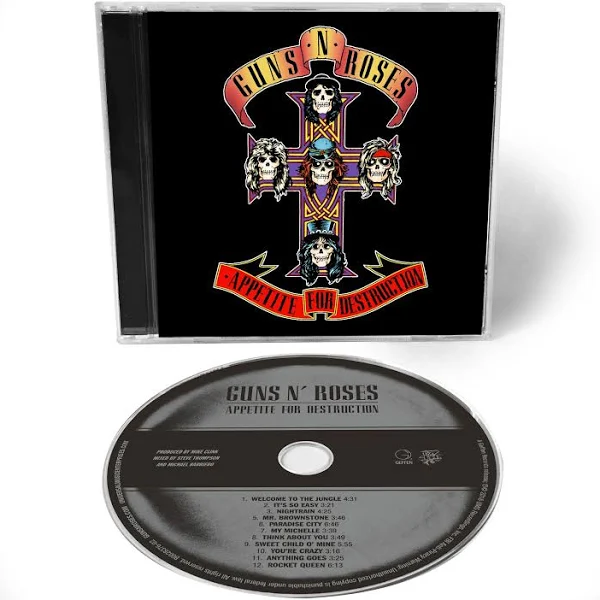 GUNS N' ROSES
APPETITE FOR DESTRUCTION
GUNS N' ROSES
APPETITE FOR DESTRUCTION
PRODUCED BY MIKE CLINK
MIXED BY STEVE THOMPSON
AND MICHAEL BARBIERO
GEFFEN
1. WELCOME TO THE JUNGLE 4:31
2. IT'S SO EASY 3:21
3. NIGHTRAIN 4:25
5. MR. BROWNSTONE 3:46
6. PARADISE CITY 6:46
7. MY MICHELLE 3:39
8. THINK ABOUT YOU 3:49
9. SWEET CHILD O' MINE 5:55
10. YOU'RE CRAZY 3:16
11. ANYTHING GOES 3:25
12. ROCKET QUEEN 6:13